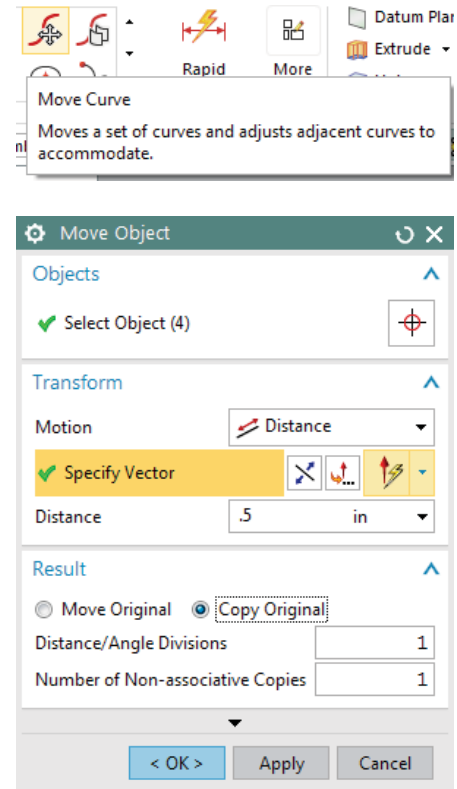 Datum Plan
Extrude
Rapid
More
Move Curve
Moves a set of curves and adjusts adjacent curves to
accommodate.
Move Object
Objects
Select Object (4)
Transform
Motion
Distance
Specify Vector
Distance
.5
in
Result
Move Original
Copy Original
Distance/Angle Divisions
1
Number of Non-associative Copies
1
< OK >
Apply
Cancel